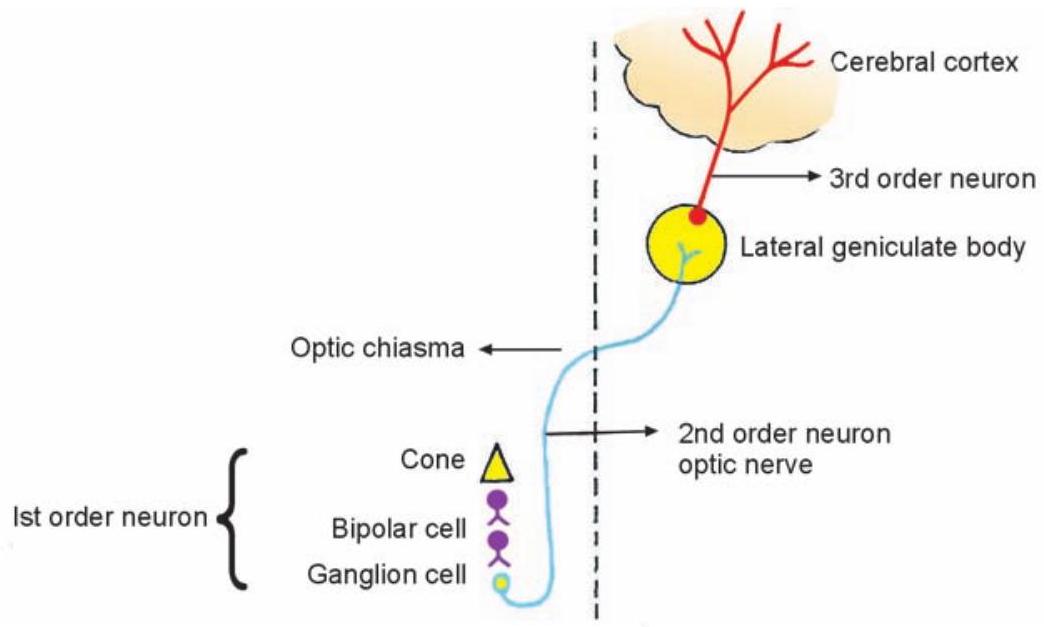 Cerebral cortex
3rd order neuron
Lateral geniculate body
Optic chiasma
2nd order neuron
optic nerve
Cone
Ist order neuron
Bipolar cell
Ganglion cell